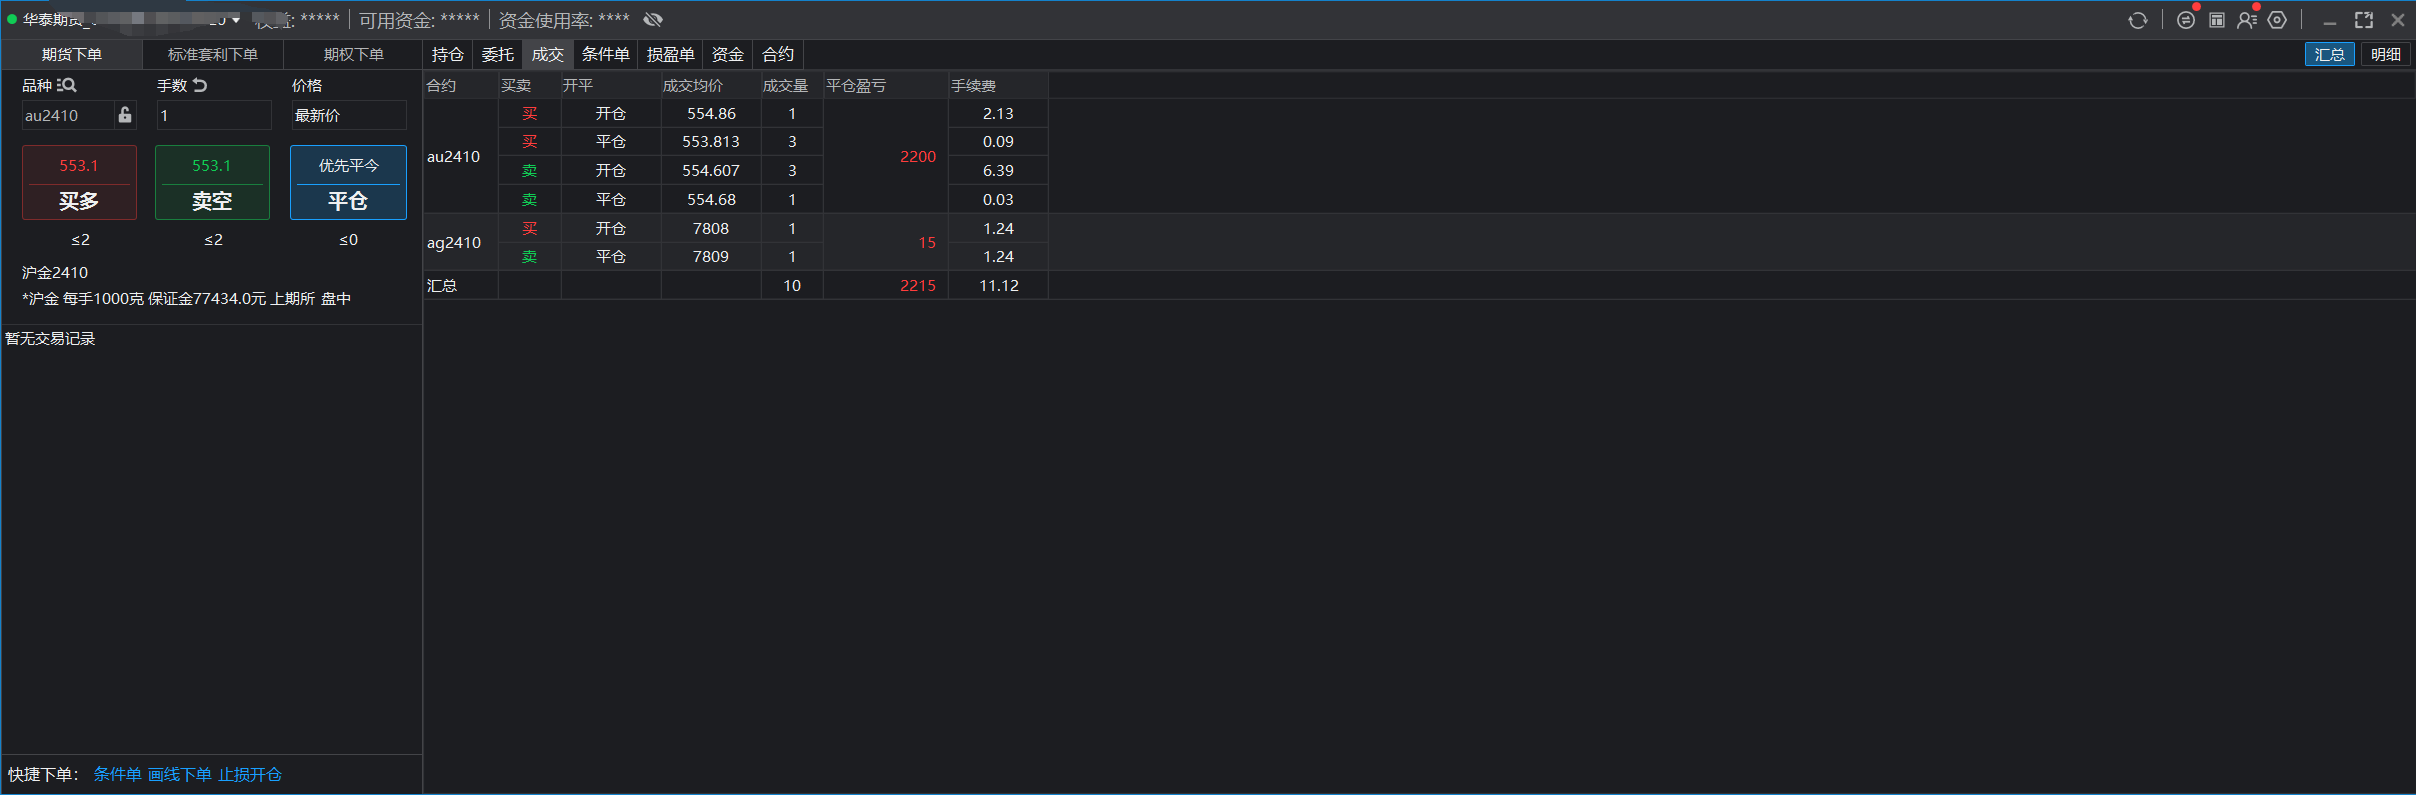 华泰期货_ : ***** 可用资金: ***** 资金使用率: ****
期货下单 标准套利下单 期权下单 持仓 委托 成交 条件单 损盈单 资金 合约 汇总 明细
品种 手数 价格
au2410 1 最新价
553.1 553.1 优先平今
买多 卖空 平仓
≤2 ≤2 ≤0
沪金2410
*沪金 每手1000克 保证金77434.0元 上期所 盘中
暂无交易记录
快捷下单: 条件单 画线下单 止损开仓
合约 买卖 开平 成交均价 成交量 平仓盈亏 手续费
au2410 2200
买 开仓 554.86 1 2.13
买 平仓 553.813 3 0.09
卖 开仓 554.607 3 6.39
卖 平仓 554.68 1 0.03
ag2410 15
买 开仓 7808 1 1.24
卖 平仓 7809 1 1.24
汇总 10 2215 11.12